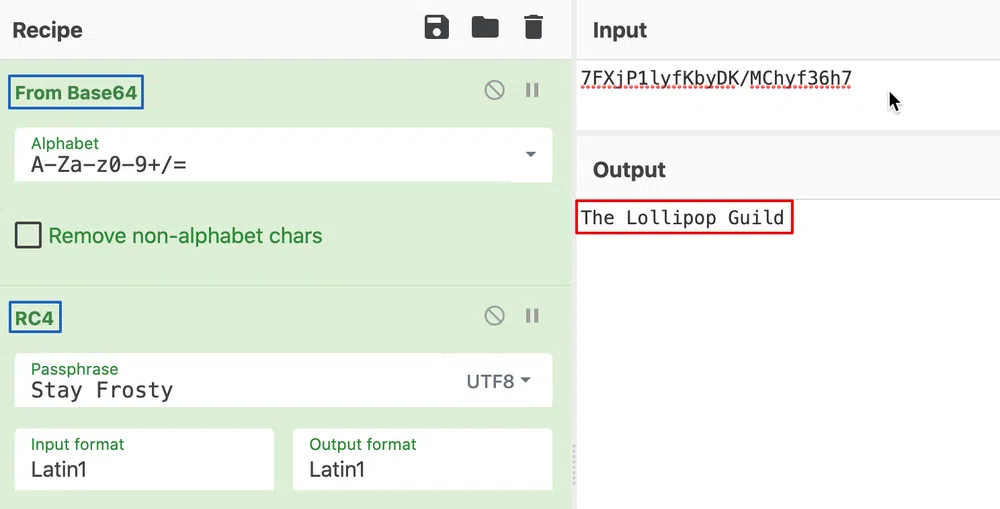 Recipe
From Base64
Alphabet
A-Za-z0-9+/=
Remove non-alphabet chars
RC4
Passphrase
Stay Frosty
UTF8
Input format
Latin1
Output format
Latin1
Input
7FXjP1lyfKbyDK/MChyf36h7
Output
The Lollipop Guild